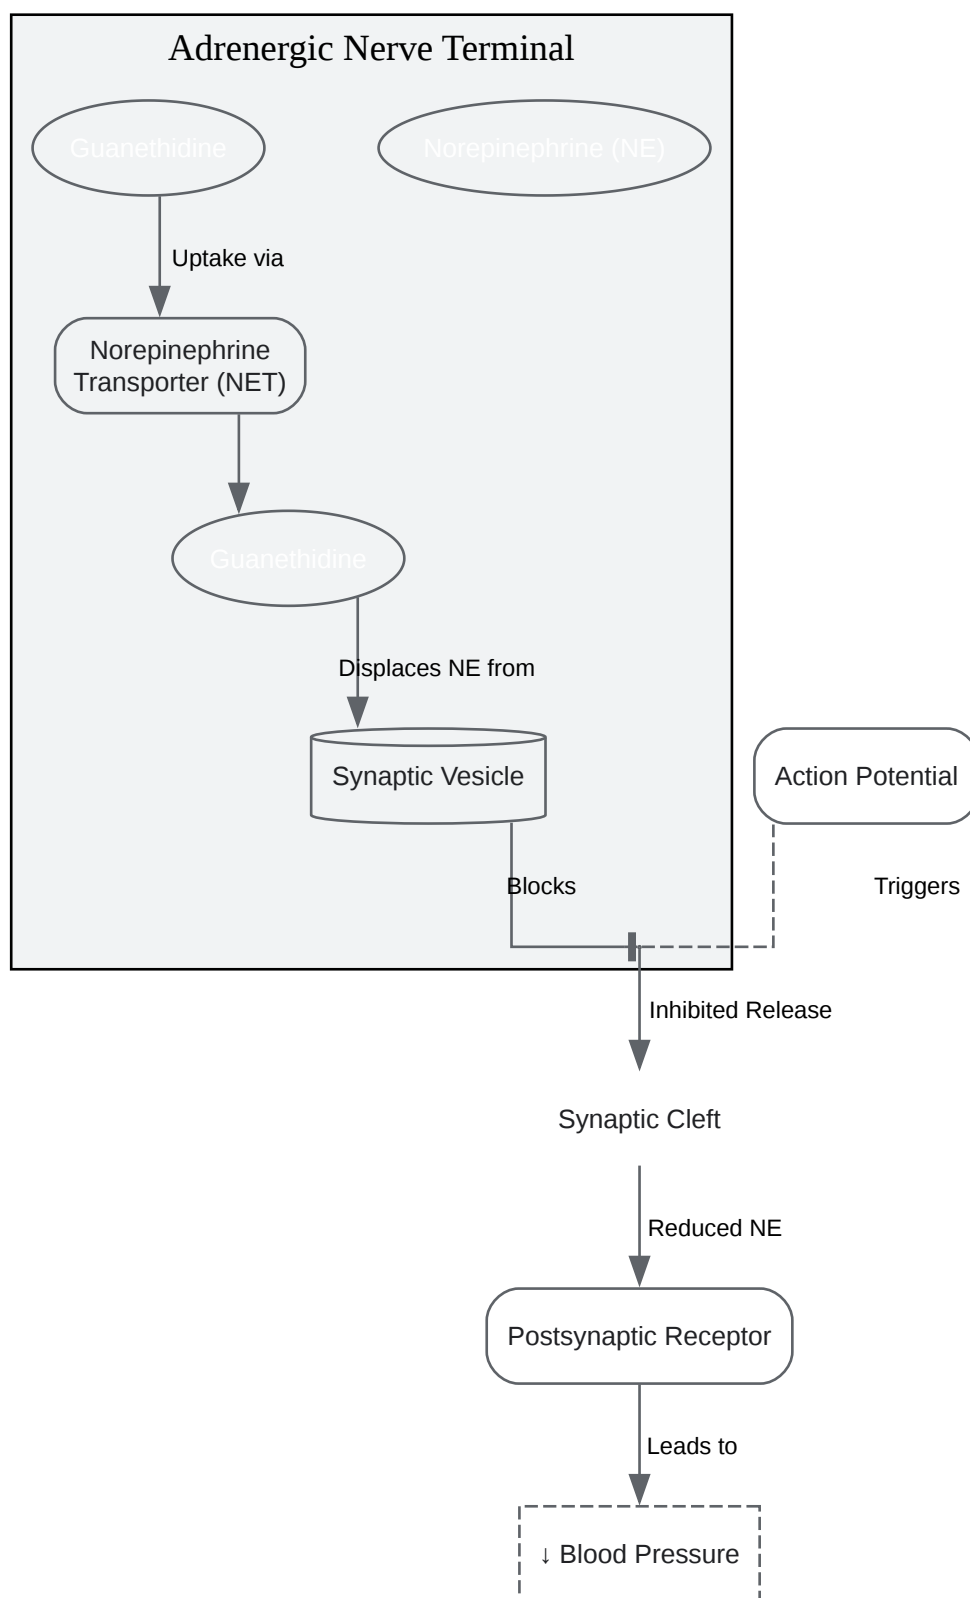 Adrenergic Nerve Terminal
Guanethidine
Norepinephrine (NE)
Uptake via
Norepinephrine
Transporter (NET)
Guanethidine
Displaces NE from
Synaptic Vesicle
Action Potential
Blocks
Triggers
Inhibited Release
Synaptic Cleft
Reduced NE
Postsynaptic Receptor
Leads to
↓ Blood Pressure